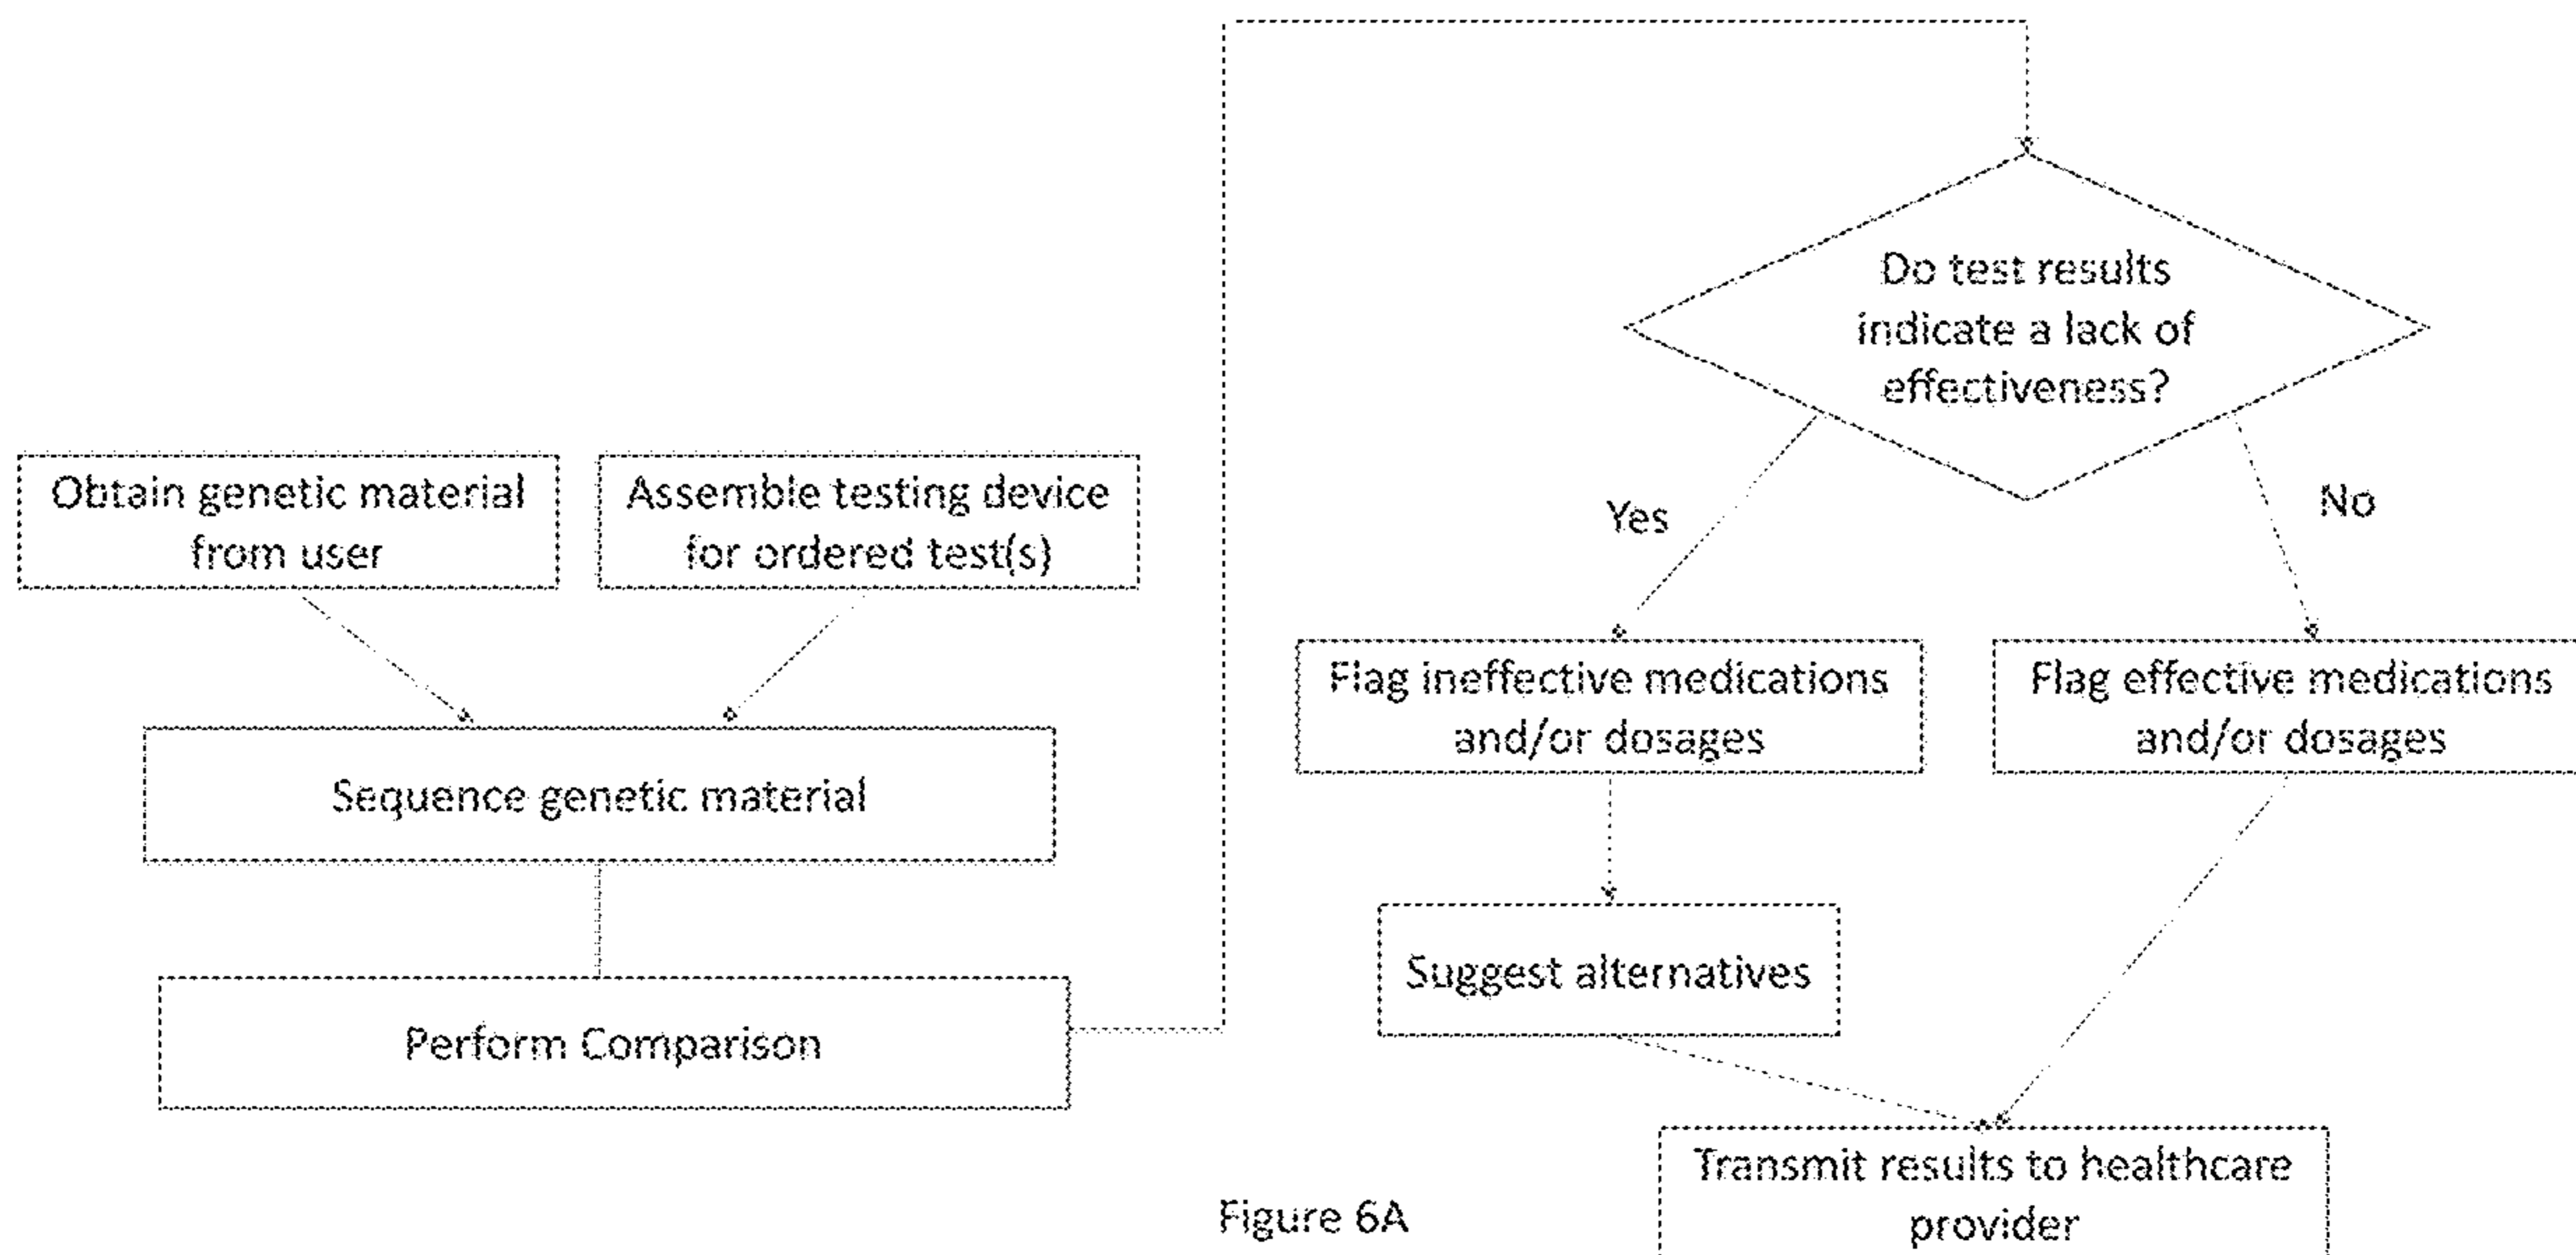 Obtain genetic material
from user
Assemble testing device
for ordered test(s)
Sequence genetic material
Perform Comparison
Do test results
indicate a lack of
effectiveness?
Yes
No
Flag ineffective medications
and/or dosages
Flag effective medications
and/or dosages
Suggest alternatives
Transmit results to healthcare
provider
Figure 6A